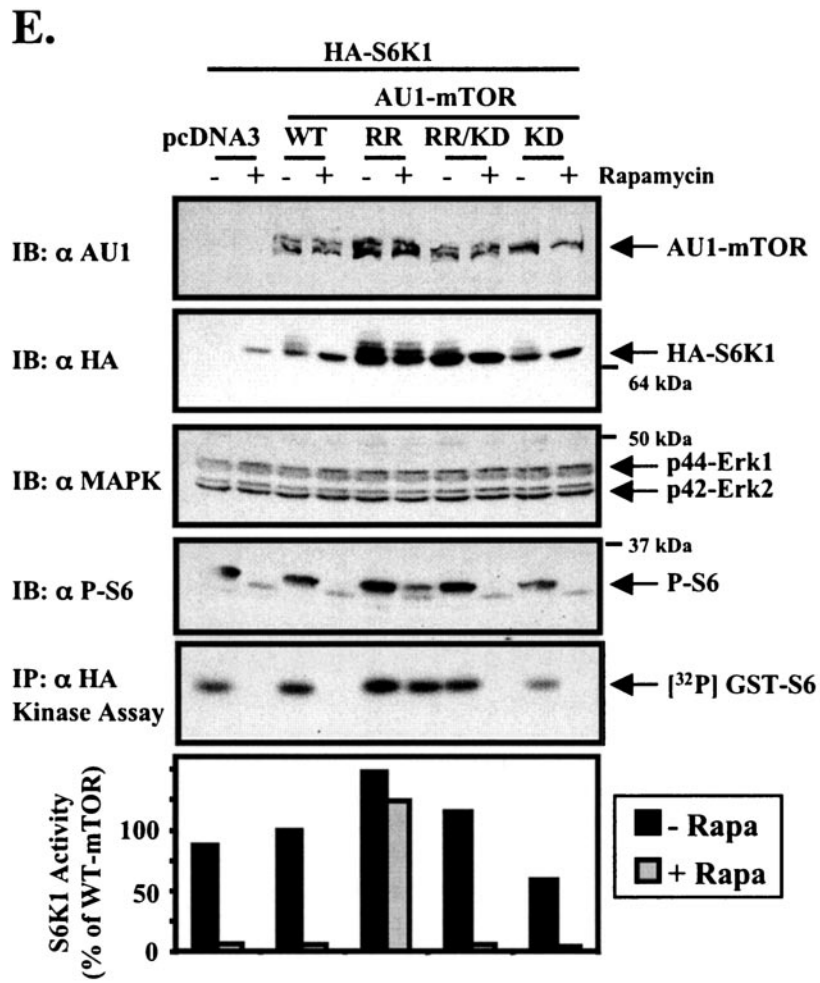 E.
HA-S6K1
AU1-mTOR
pcDNA3 WT RR RR/KD KD
- + - + - + - + - + Rapamycin
IB: α AU1
AU1-mTOR
IB: α HA
HA-S6K1
64 kDa
50 kDa
IB: α MAPK
p44-Erk1
p42-Erk2
37 kDa
IB: α P-S6
P-S6
IP: α HA
Kinase Assay
[³²P] GST-S6
S6K1 Activity
(% of WT-mTOR)
100
50
0
- Rapa
+ Rapa